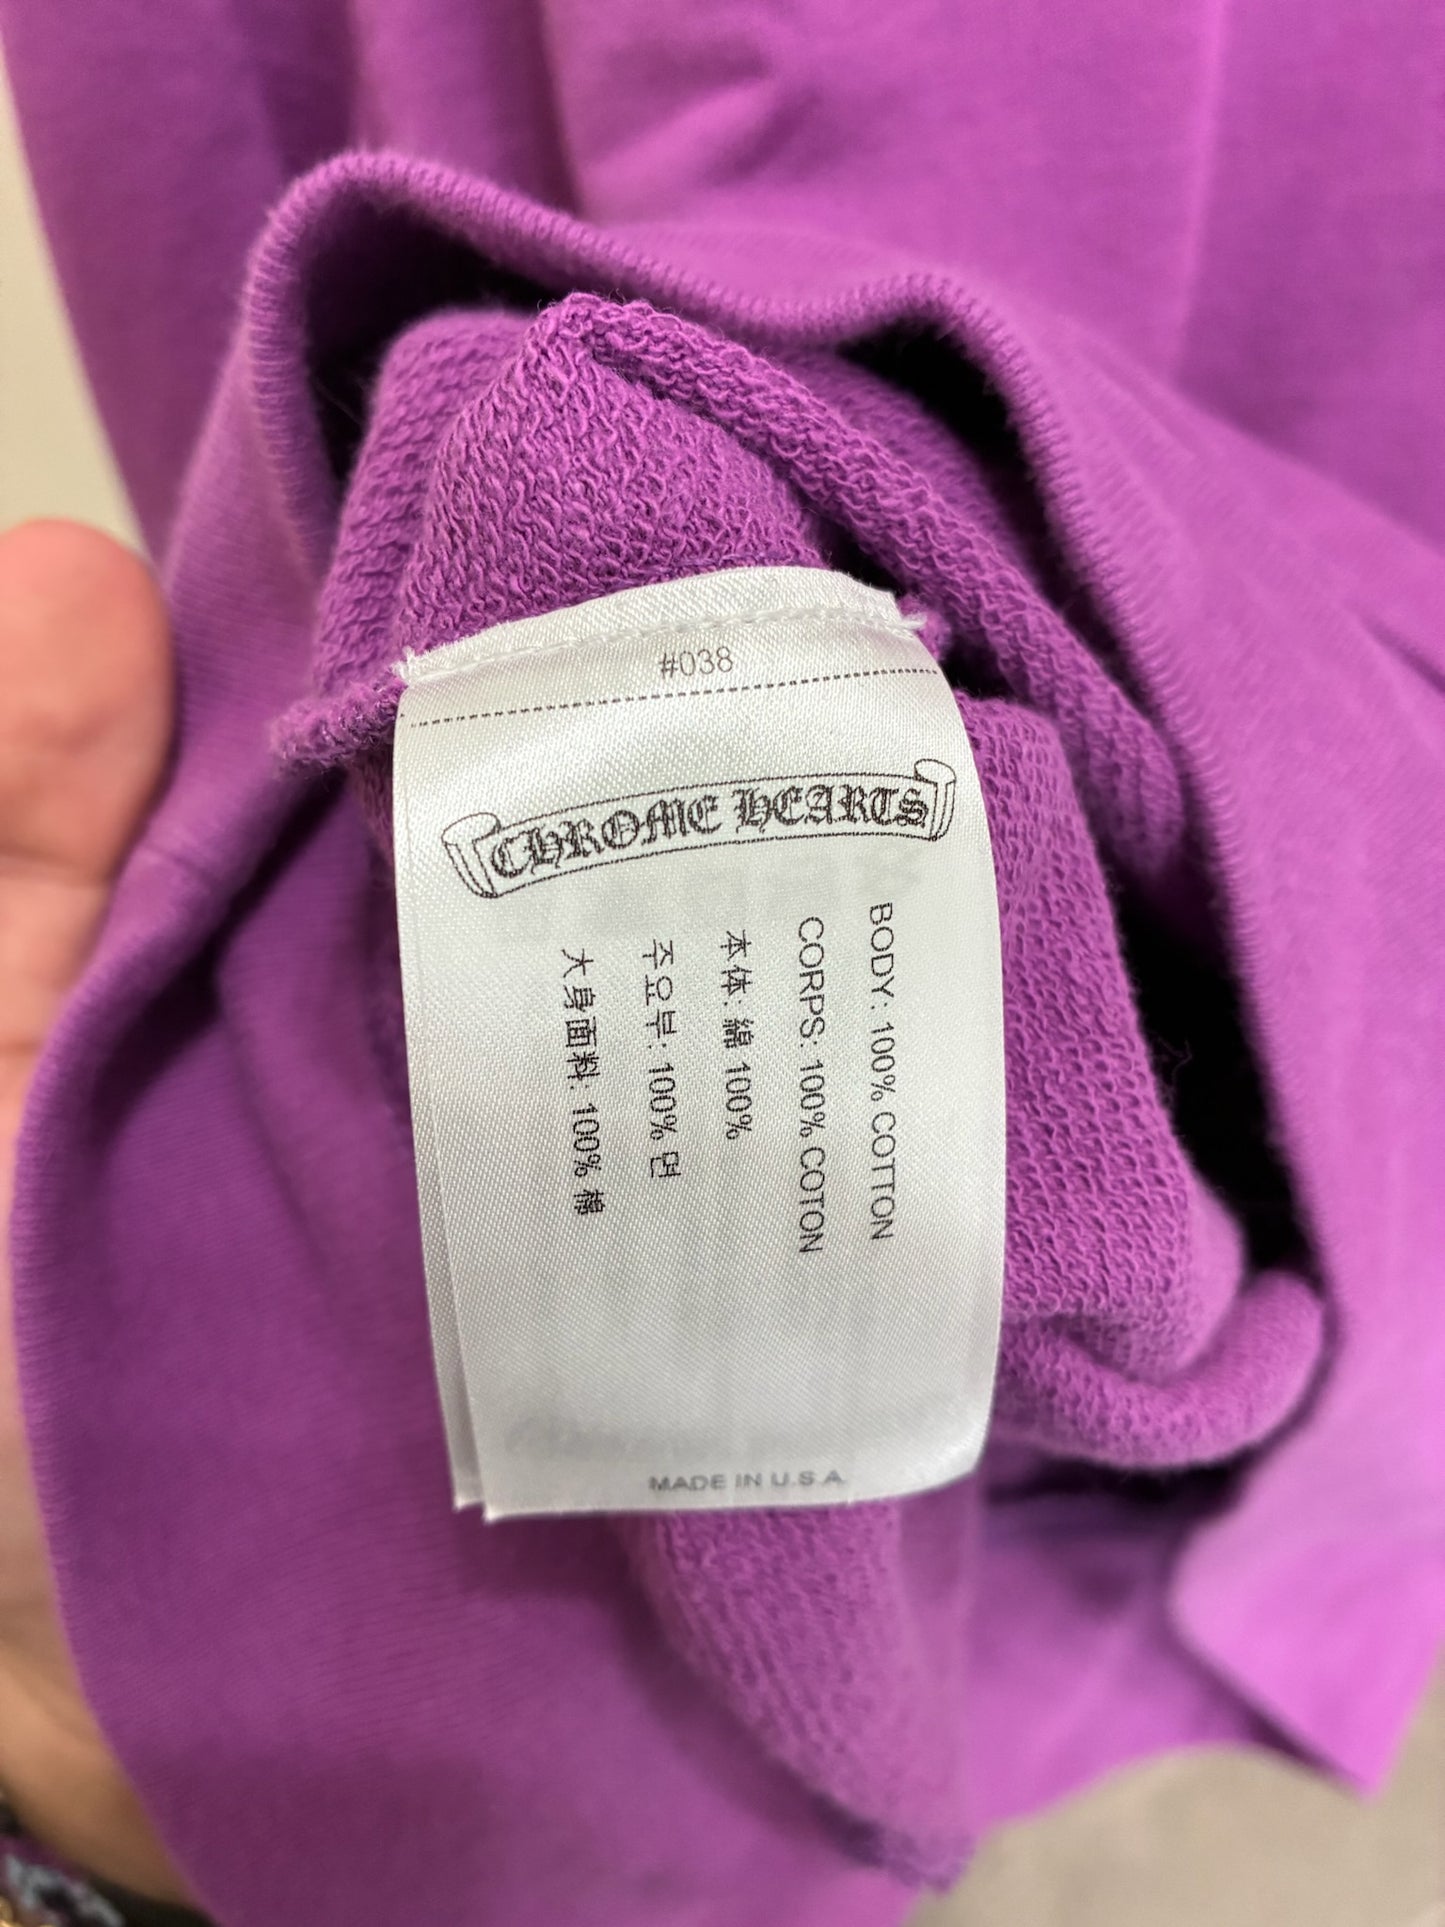 #038
CHROME HEARTS
BODY: 100% COTTON
CORPS: 100% COTON
本体: 綿 100%
주요부: 100% 면
大身面料: 100% 棉
MADE IN U.S.A.